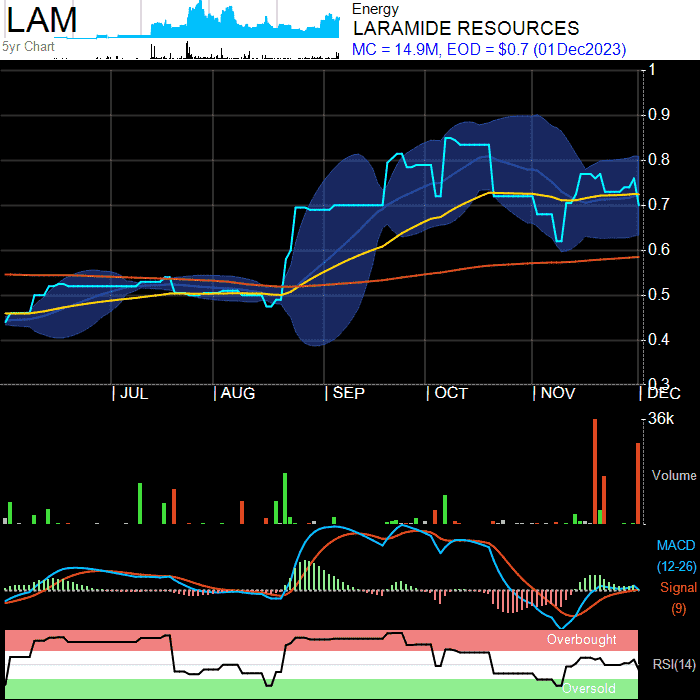 LAM
5yr Chart
Energy
LARAMIDE RESOURCES
MC = 14.9M, EOD = $0.7 (01Dec2023)
1
0.9
0.8
0.7
0.6
0.5
0.4
0.3
JUL AUG SEP OCT NOV DEC
36k
Volume
MACD
(12-26)
Signal
(9)
Overbought
RSI(14)
Oversold